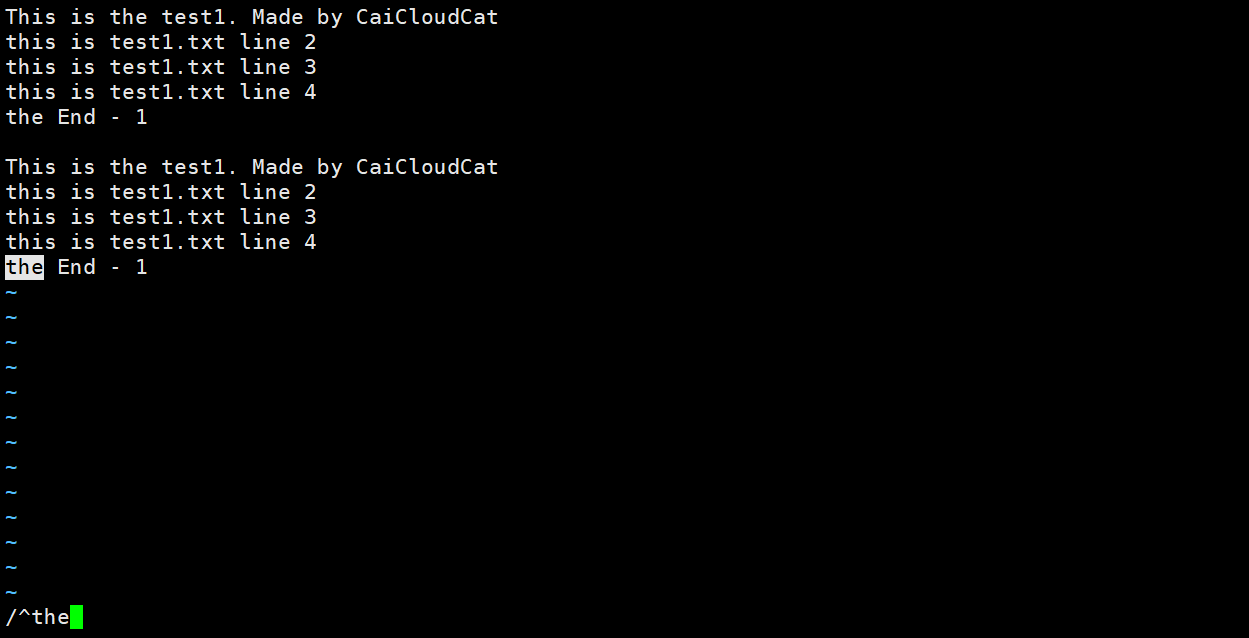 This is the test1. Made by CaiCloudCat
this is test1.txt line 2
this is test1.txt line 3
this is test1.txt line 4
the End - 1

This is the test1. Made by CaiCloudCat
this is test1.txt line 2
this is test1.txt line 3
this is test1.txt line 4
the End - 1
~
~
~
~
~
~
~
~
~
~
~
~
~
/^the